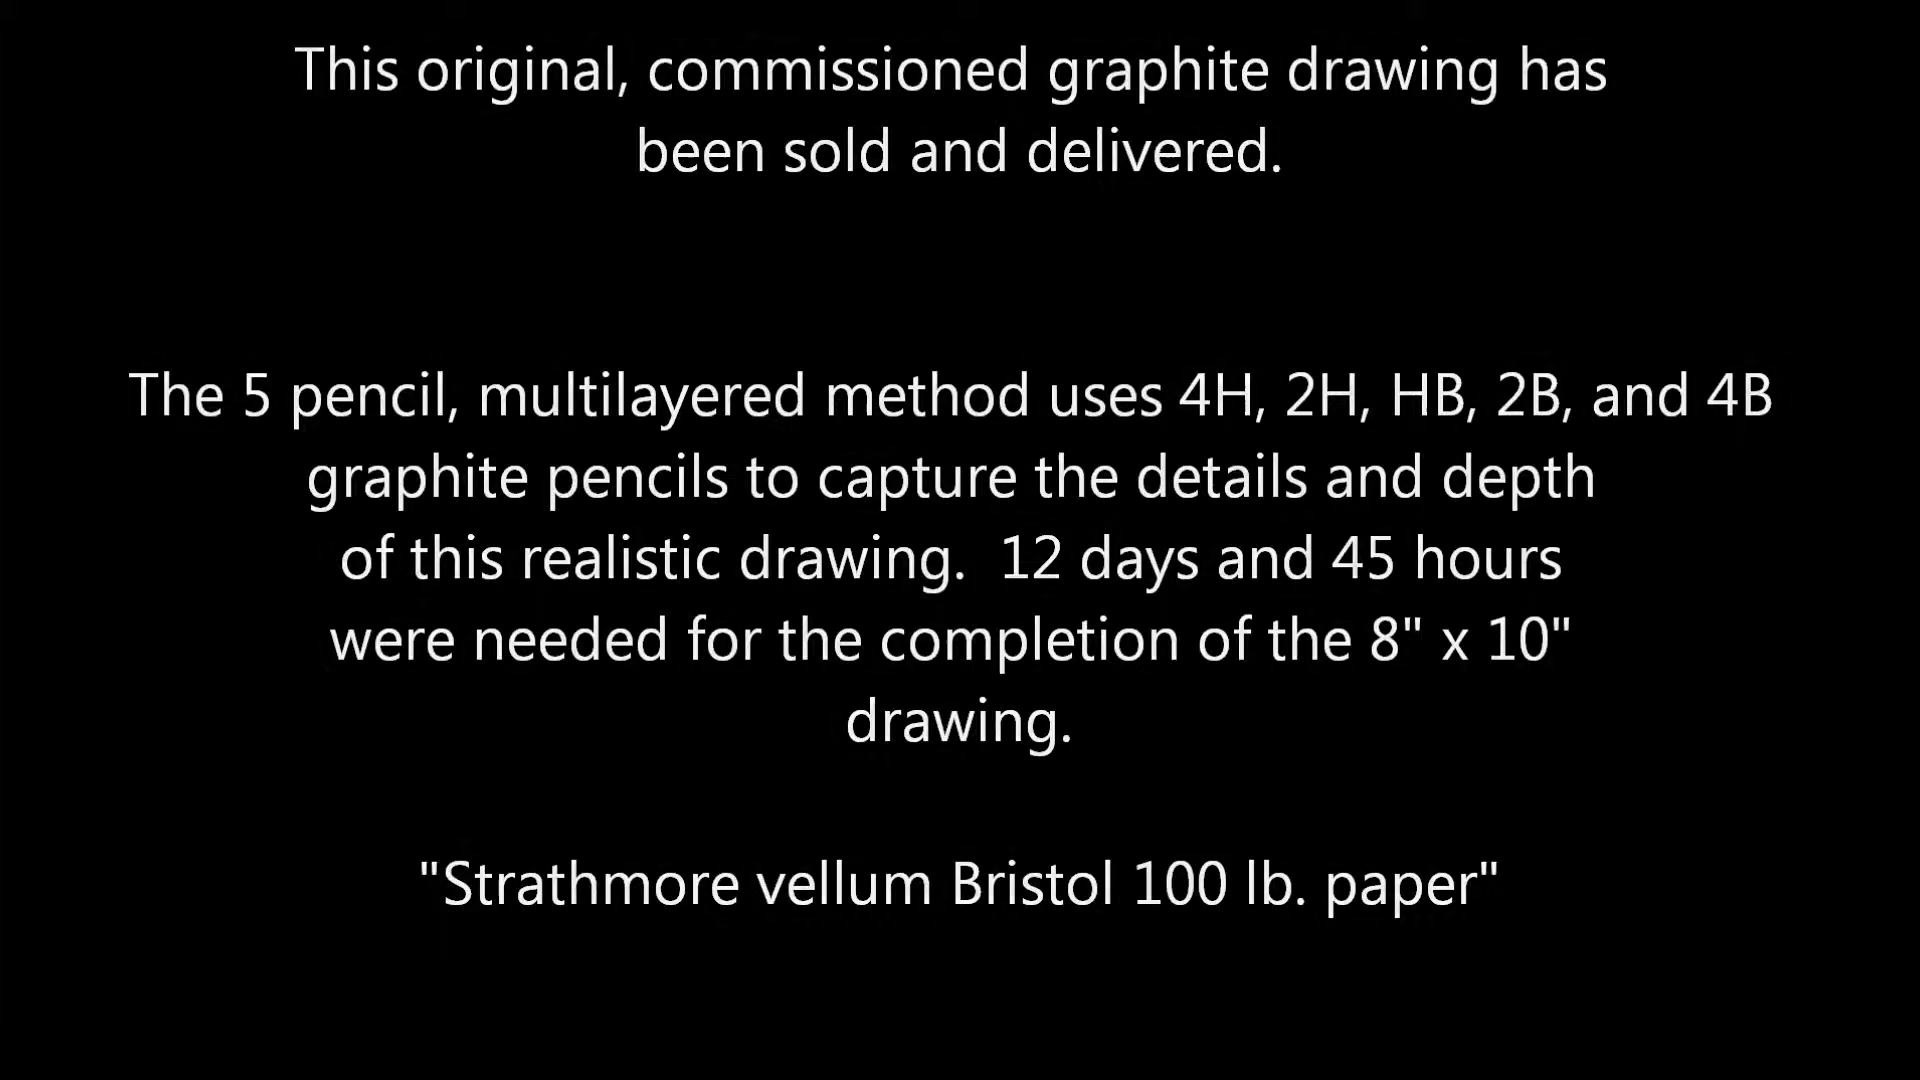 This original, commissioned graphite drawing has
been sold and delivered.
The 5 pencil, multilayered method uses 4H, 2H, HB, 2B, and 4B
graphite pencils to capture the details and depth
of this realistic drawing.  12 days and 45 hours
were needed for the completion of the 8" x 10"
drawing.
"Strathmore vellum Bristol 100 lb. paper"